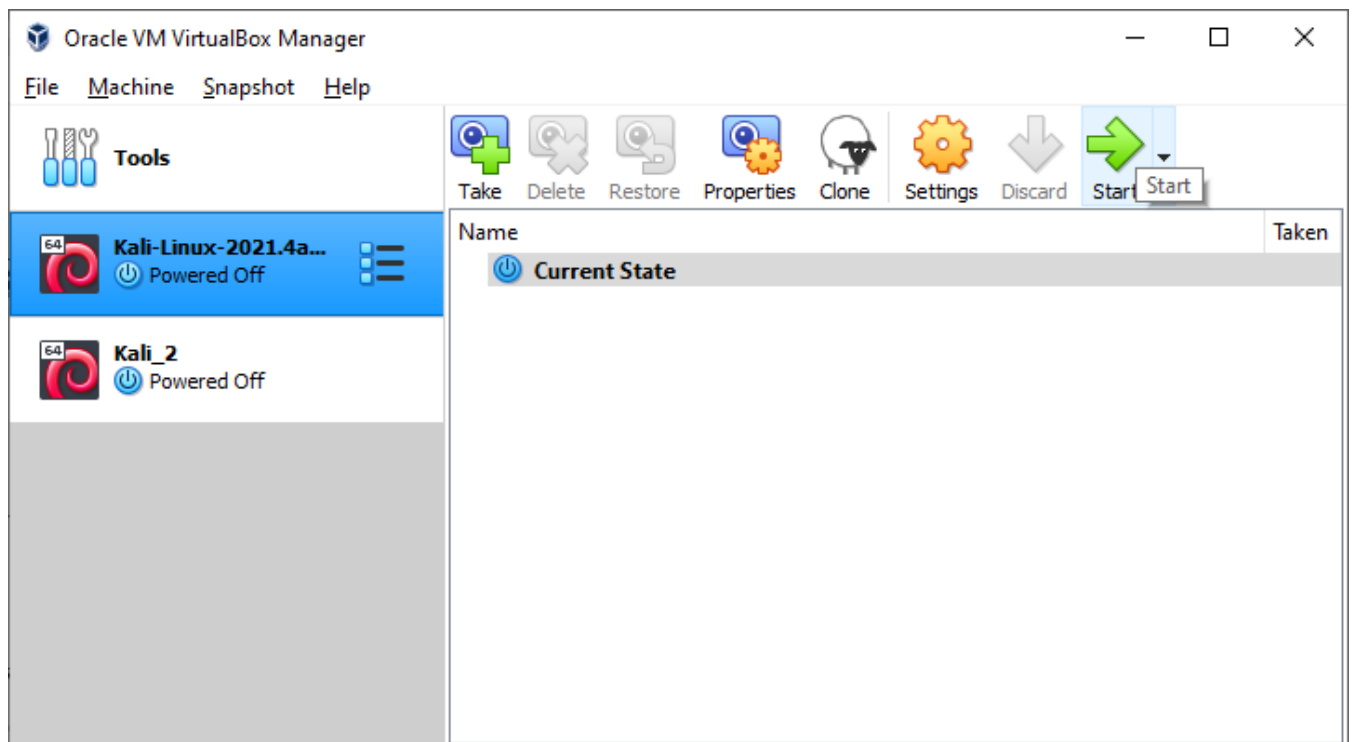 Oracle VM VirtualBox Manager
File Machine Snapshot Help
Tools
Take Delete Restore Properties Clone Settings Discard Start
Start
Name Taken
Current State
64
Kali-Linux-2021.4a...
Powered Off
64
Kali_2
Powered Off